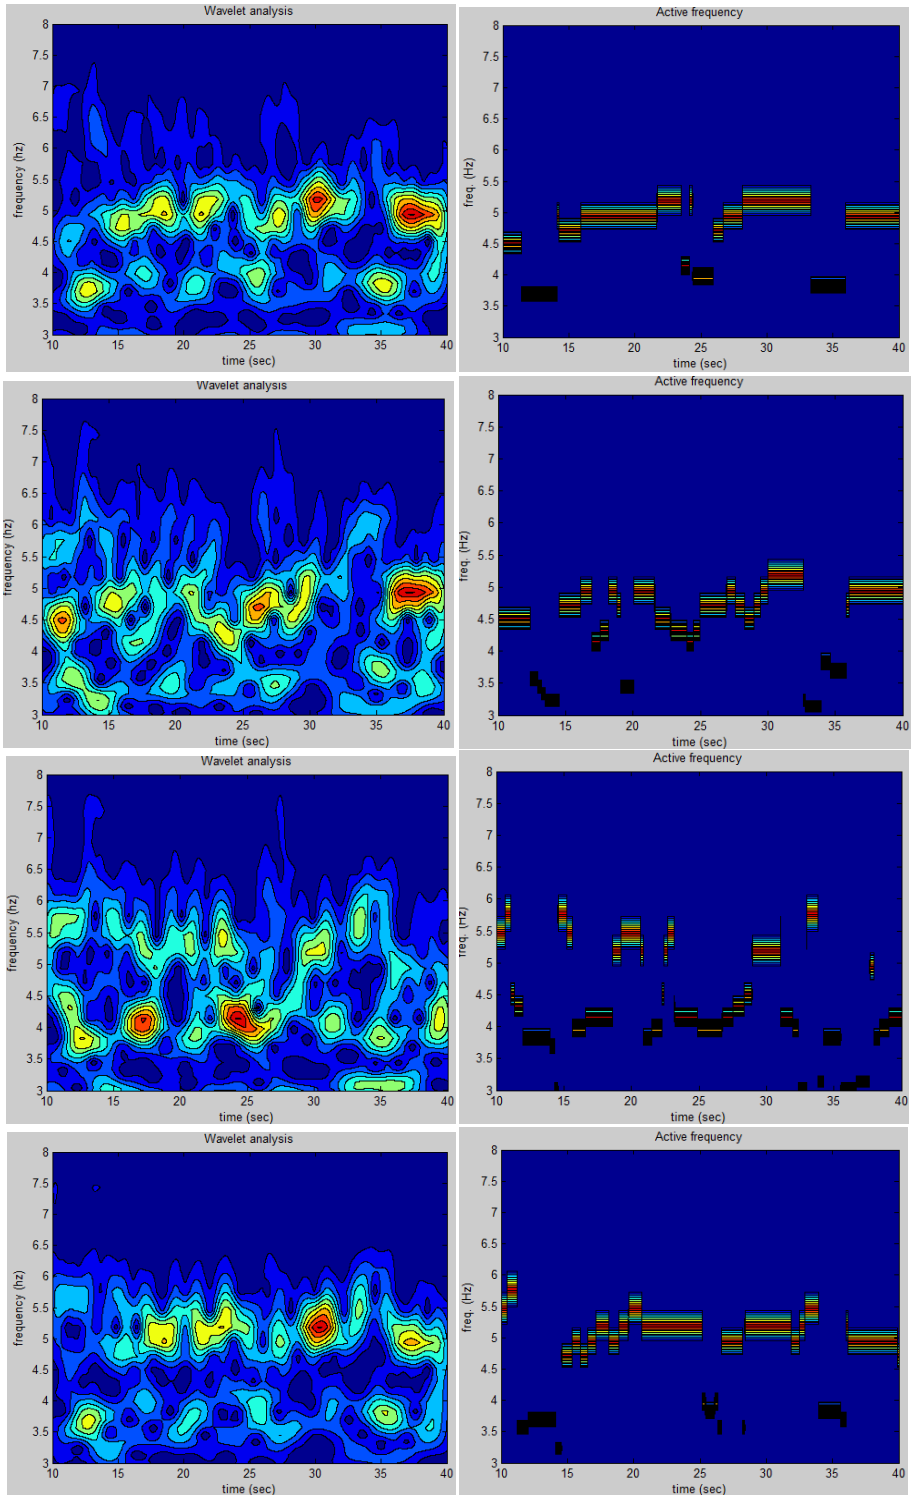 Wavelet analysis
8
7.5
7
6.5
6
5.5
5
4.5
4
3.5
3
frequency (hz)
10 15 20 25 30 35 40
time (sec)
Active frequency
8
7.5
7
6.5
6
5.5
5
4.5
4
3.5
3
freq. (Hz)
10 15 20 25 30 35 40
time (sec)
Wavelet analysis
8
7.5
7
6.5
6
5.5
5
4.5
4
3.5
3
frequency (hz)
10 15 20 25 30 35 40
time (sec)
Active frequency
8
7.5
7
6.5
6
5.5
5
4.5
4
3.5
3
freq. (Hz)
10 15 20 25 30 35 40
time (sec)
Wavelet analysis
8
7.5
7
6.5
6
5.5
5
4.5
4
3.5
3
frequency (hz)
10 15 20 25 30 35 40
time (sec)
Active frequency
8
7.5
7
6.5
6
5.5
5
4.5
4
3.5
3
freq. (Hz)
10 15 20 25 30 35 40
time (sec)
Wavelet analysis
8
7.5
7
6.5
6
5.5
5
4.5
4
3.5
3
frequency (hz)
10 15 20 25 30 35 40
time (sec)
Active frequency
8
7.5
7
6.5
6
5.5
5
4.5
4
3.5
3
freq. (Hz)
10 15 20 25 30 35 40
time (sec)